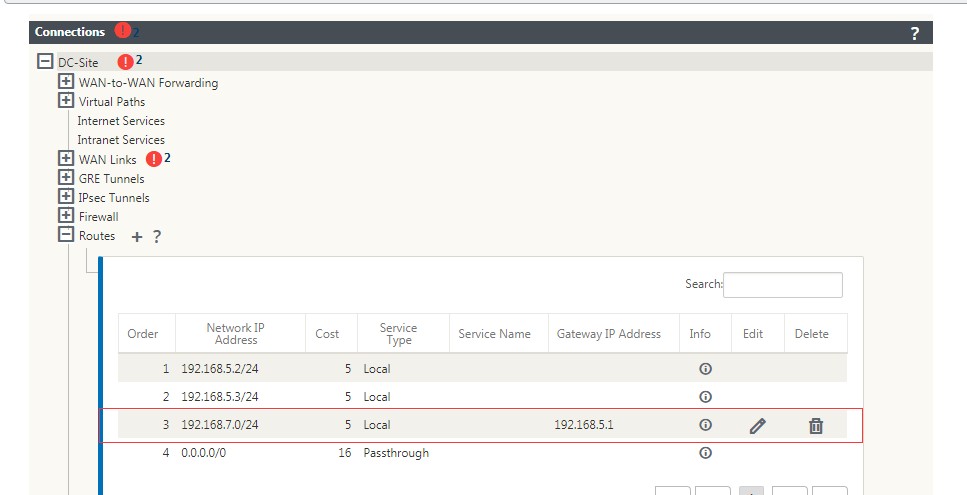 Connections ! 2 ?
DC-Site ! 2
WAN-to-WAN Forwarding
Virtual Paths
Internet Services
Intranet Services
WAN Links ! 2
GRE Tunnels
IPsec Tunnels
Firewall
Routes + ?
Search:
Order Network IP Address Cost Service Type Service Name Gateway IP Address Info Edit Delete
1 192.168.5.2/24 5 Local
2 192.168.5.3/24 5 Local
3 192.168.7.0/24 5 Local 192.168.5.1
4 0.0.0.0/0 16 Passthrough